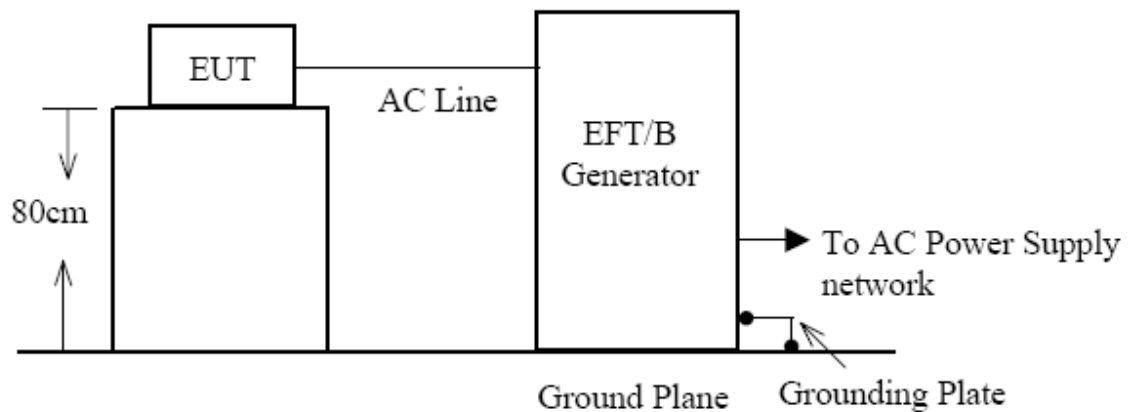 EUT
AC Line
EFT/B
Generator
80cm
To AC Power Supply
network
Ground Plane
Grounding Plate